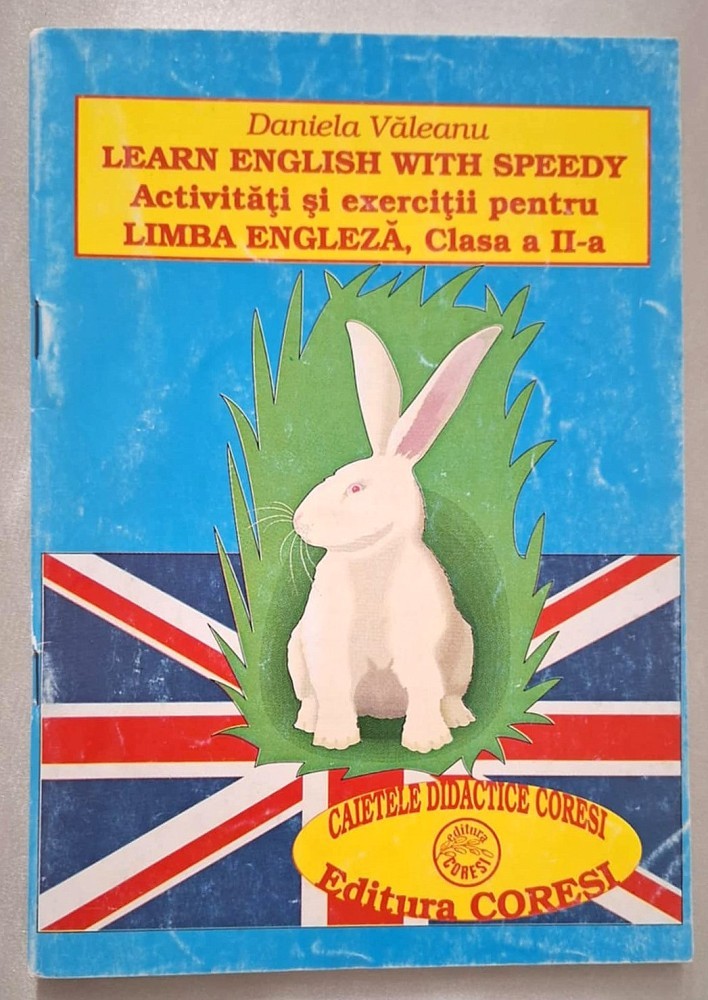 Daniela Văleanu
LEARN ENGLISH WITH SPEEDY
Activităţi şi exerciţii pentru
LIMBA ENGLEZĂ, Clasa a II-a
CAIETELE DIDACTICE CORESI
editura
CORESI
Editura CORESI